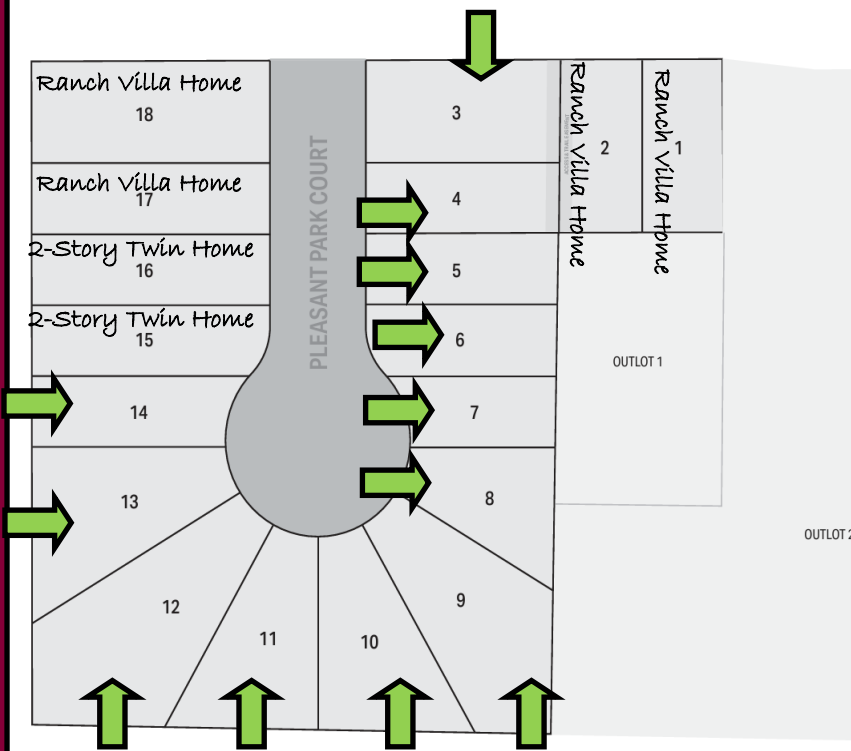 Ranch Villa Home
18
Ranch Villa Home
17
2-Story Twin Home
16
2-Story Twin Home
15
14
13
12
11
10
9
8
7
6
5
4
3
PLEASANT PARK COURT
Ranch Villa Home
2
Ranch Villa Home
1
OUTLOT 1
OUTLOT 2